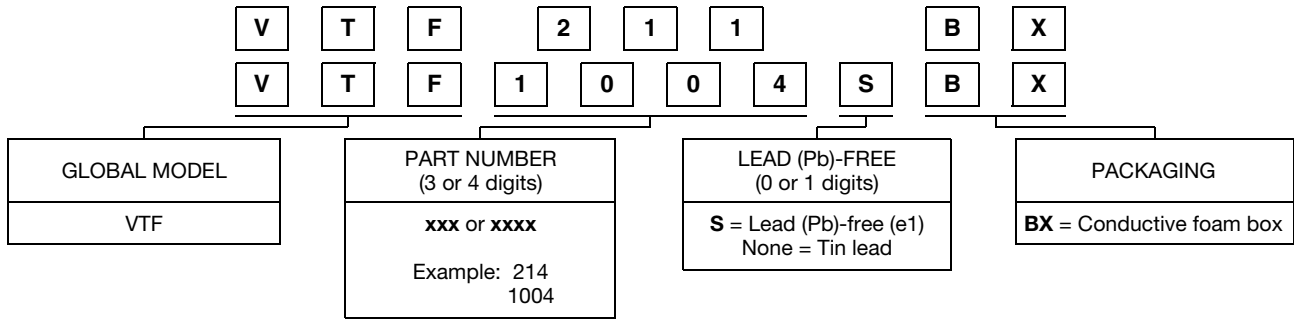 V T F 2 1 1 B X
V T F 1 0 0 4 S B X
GLOBAL MODEL
VTF
PART NUMBER
(3 or 4 digits)
xxx or xxxx
Example: 214
1004
LEAD (Pb)-FREE
(0 or 1 digits)
S = Lead (Pb)-free (e1)
None = Tin lead
PACKAGING
BX = Conductive foam box